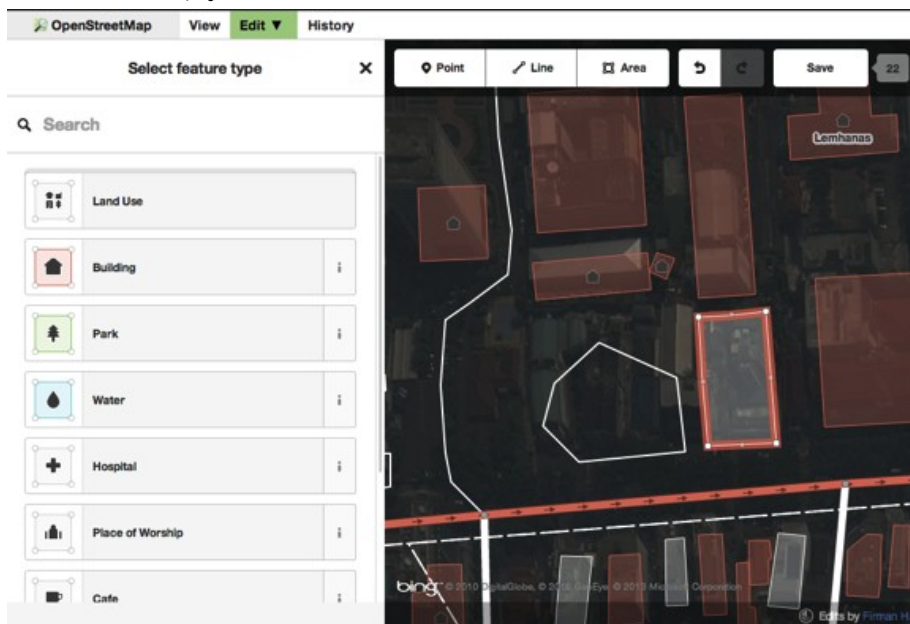 OpenStreetMap View Edit ▼ History
Select feature type
Point Line Area Save 22
Search
Land Use
Building
Park
Water
Hospital
Place of Worship
Cafe
Lemhanas
bing © 2010 DigitalGlobe, © 2010 GeoEye © 2010 Microsoft Corporation
Edits by Firman H